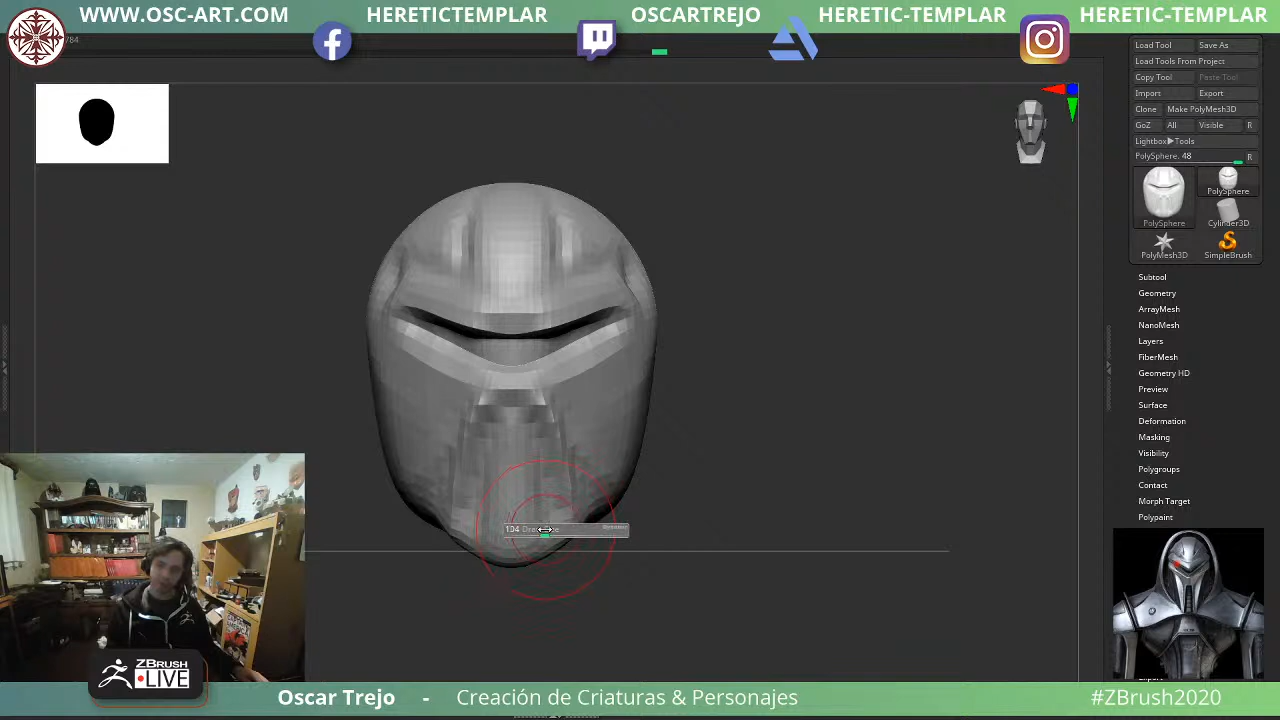 WWW.OSC-ART.COM
HERETICTEMPLAR
OSCARTREJO
HERETIC-TEMPLAR
HERETIC-TEMPLAR
784
Load Tool
Save As
Load Tools From Project
Copy Tool
Paste Tool
Import
Export
Clone
Make PolyMesh3D
GoZ
All
Visible
R
Lightbox▶Tools
PolySphere. 48
R
PolySphere
PolySphere
Cylinder3D
PolyMesh3D
SimpleBrush
Subtool
Geometry
ArrayMesh
NanoMesh
Layers
FiberMesh
Geometry HD
Preview
Surface
Deformation
Masking
Visibility
Polygroups
Contact
Morph Target
Polypaint
104
Dynamic
ZBRUSH
LIVE
Oscar Trejo - Creación de Criaturas & Personajes
#ZBrush2020